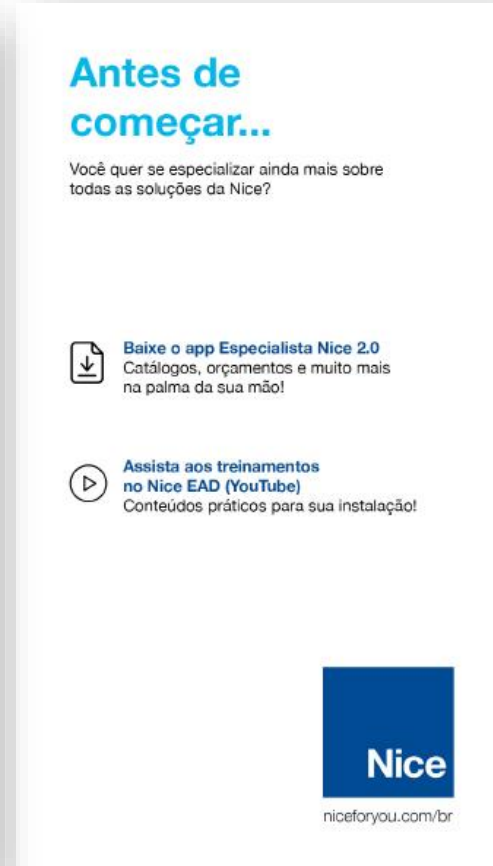 Antes de
começar...
Você quer se especializar ainda mais sobre
todas as soluções da Nice?
Baixe o app Especialista Nice 2.0
Catálogos, orçamentos e muito mais
na palma da sua mão!
Assista aos treinamentos
no Nice EAD (YouTube)
Conteúdos práticos para sua instalação!
Nice
niceforyou.com/br